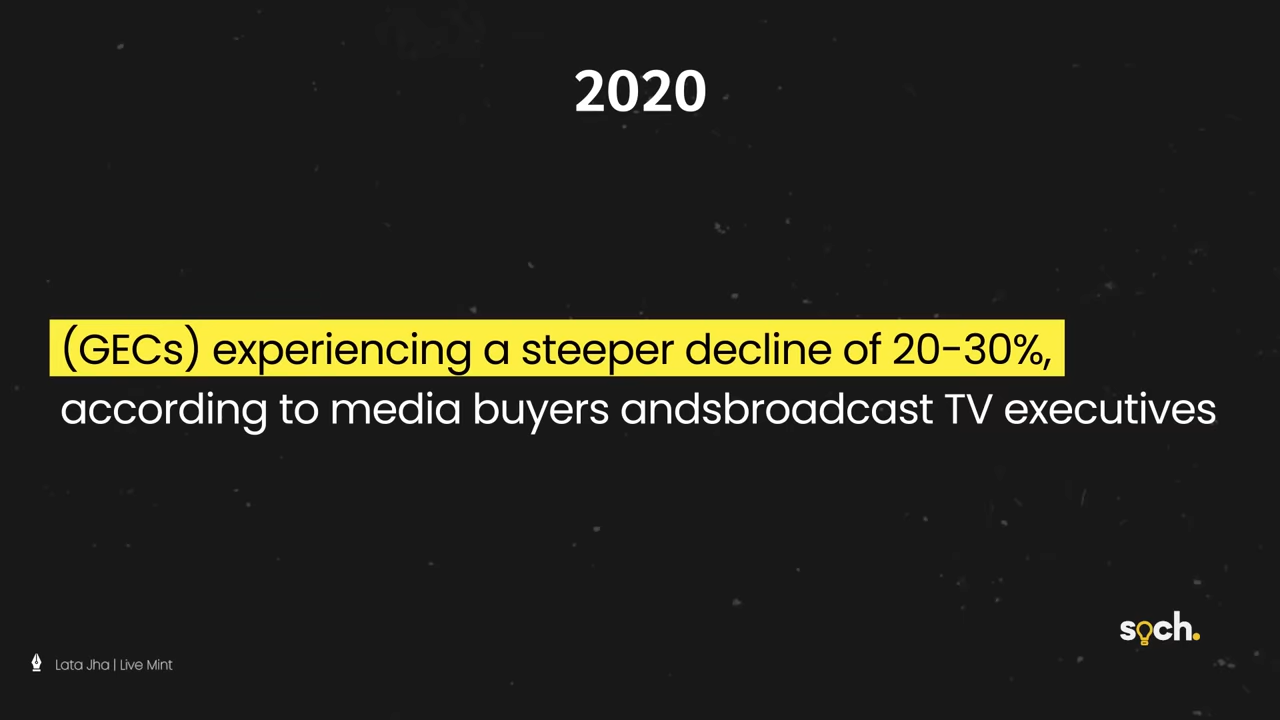 2020
(GECs) experiencing a steeper decline of 20-30%,
according to media buyers andsbroadcast TV executives
soch.
Lata Jha | Live Mint